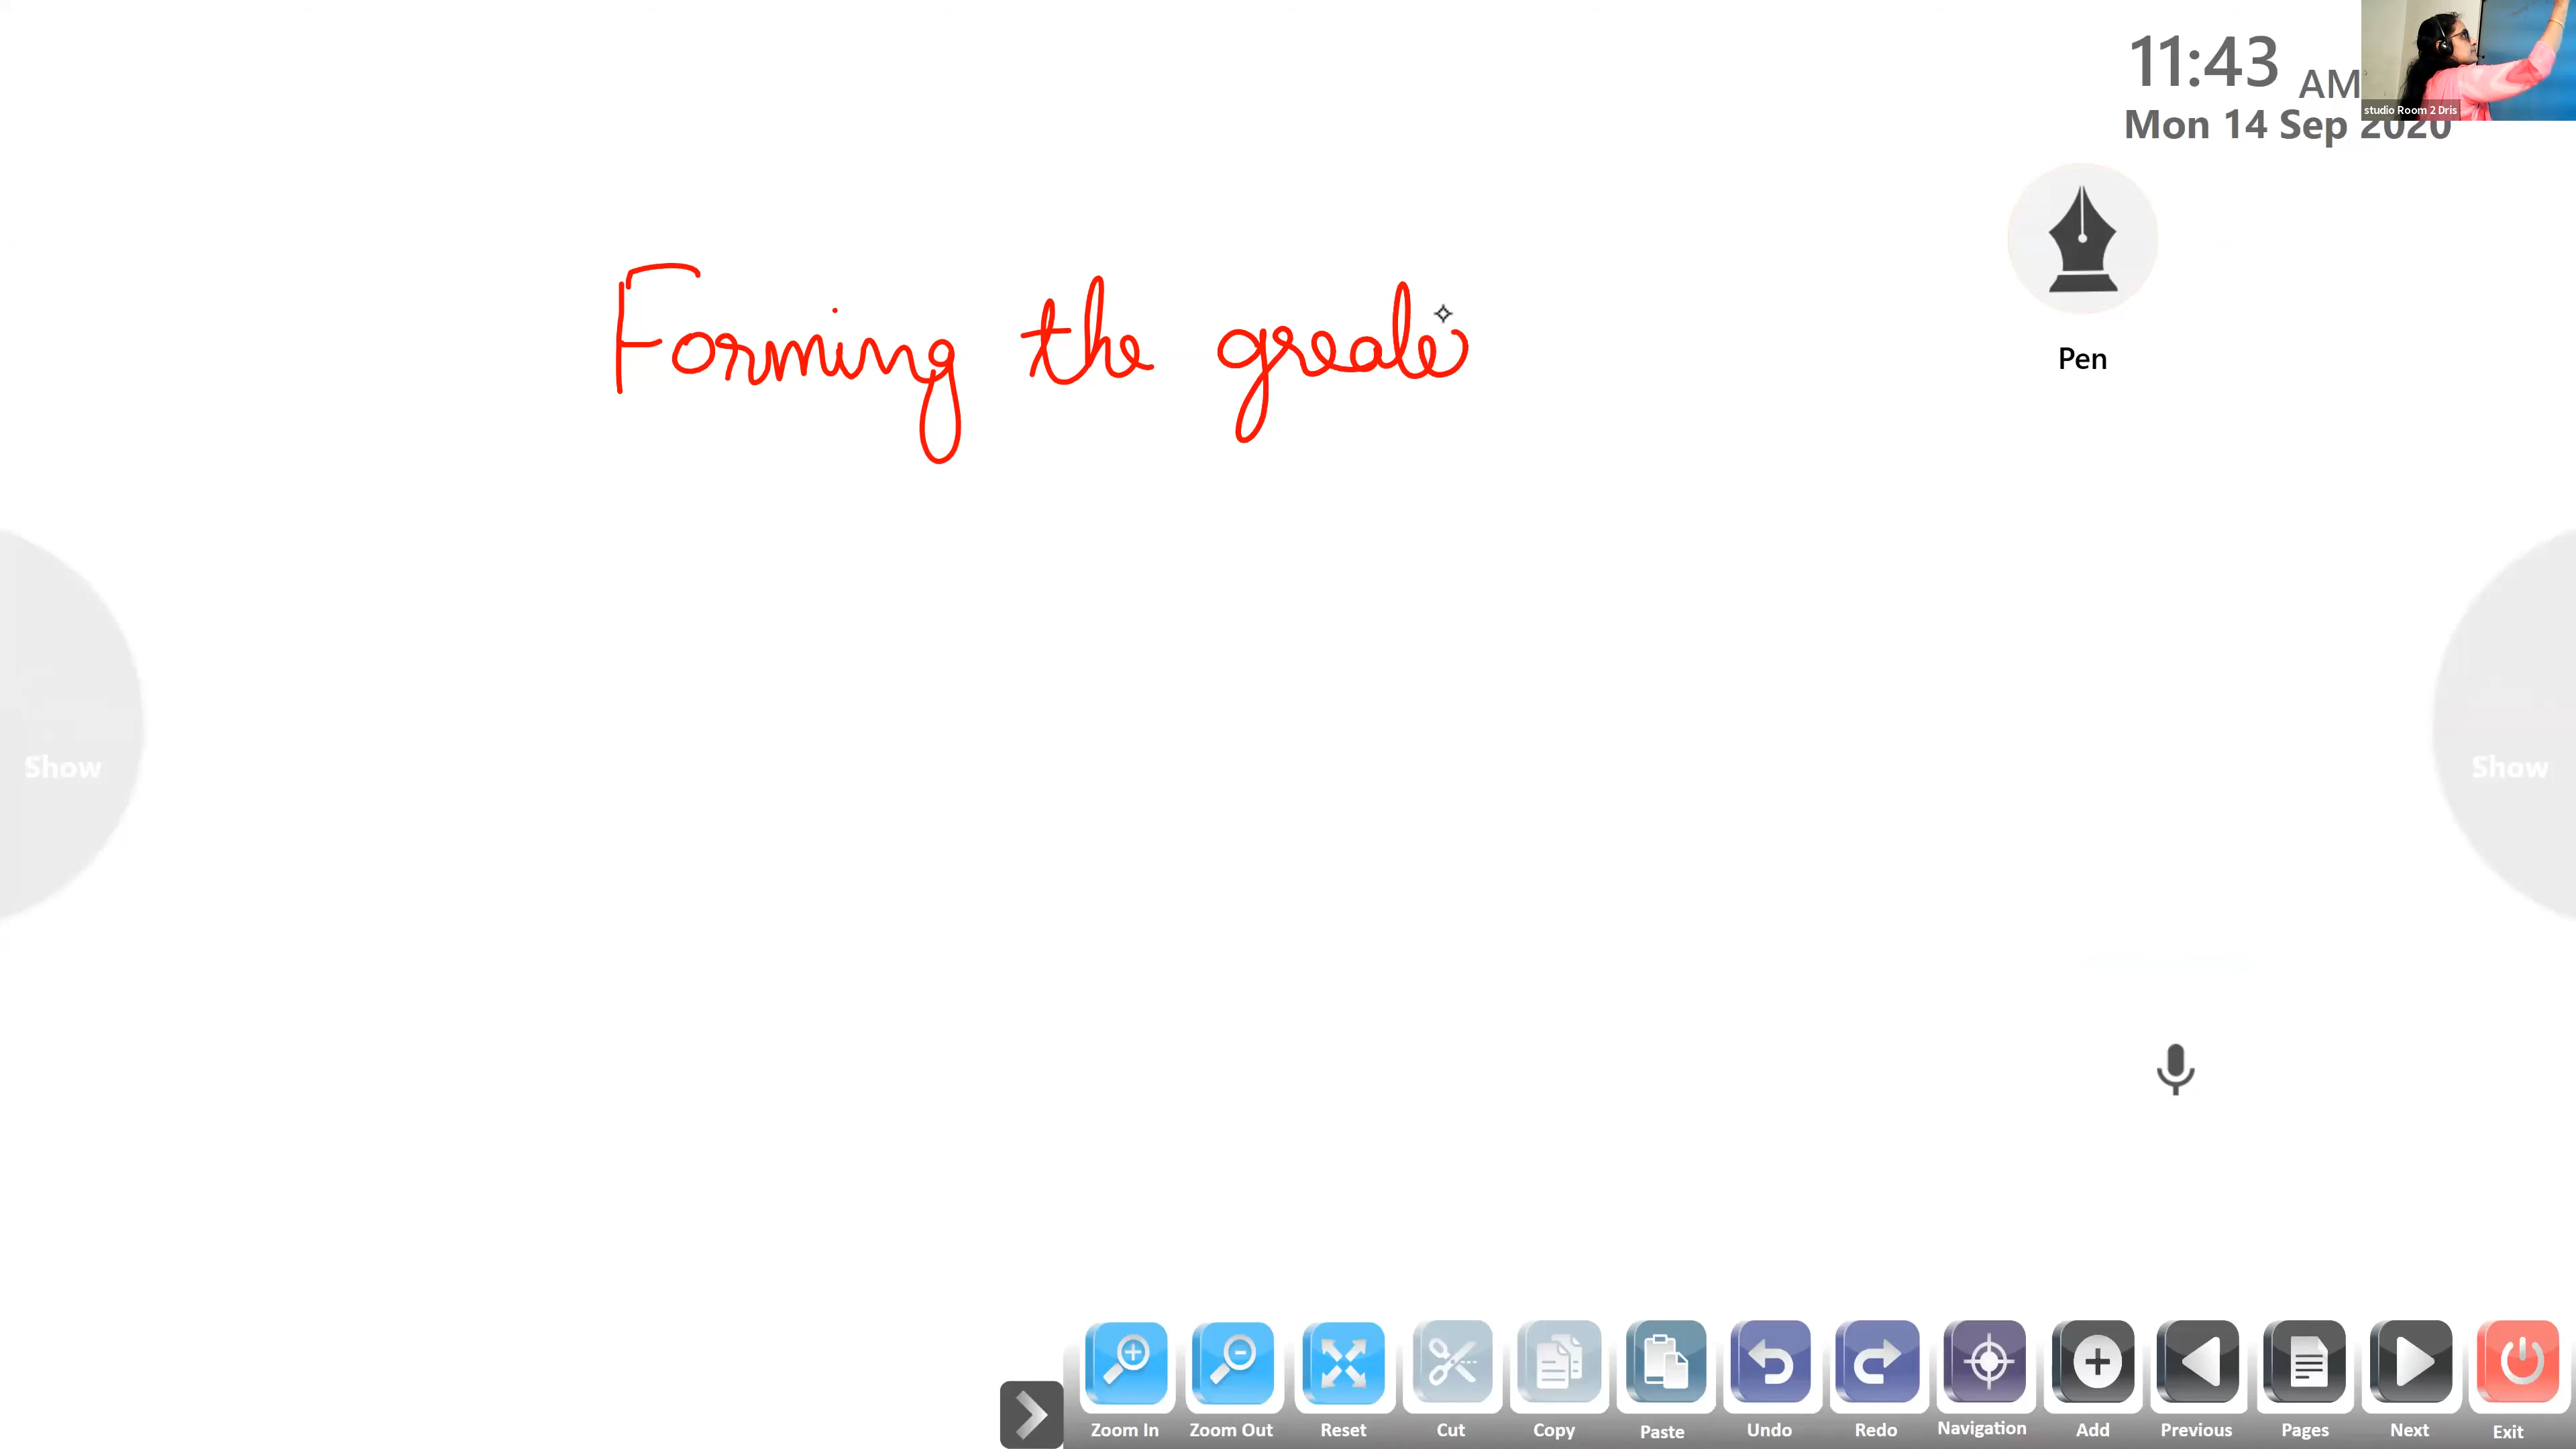 11:43 AM
studio Room 2 Dris
Mon 14 Sep 2020
Forming the
Pen
Show
Show
Zoom In
Zoom Out
Reset
Cut
Copy
Paste
Undo
Redo
Navigation
Add
Previous
Pages
Next
Exit